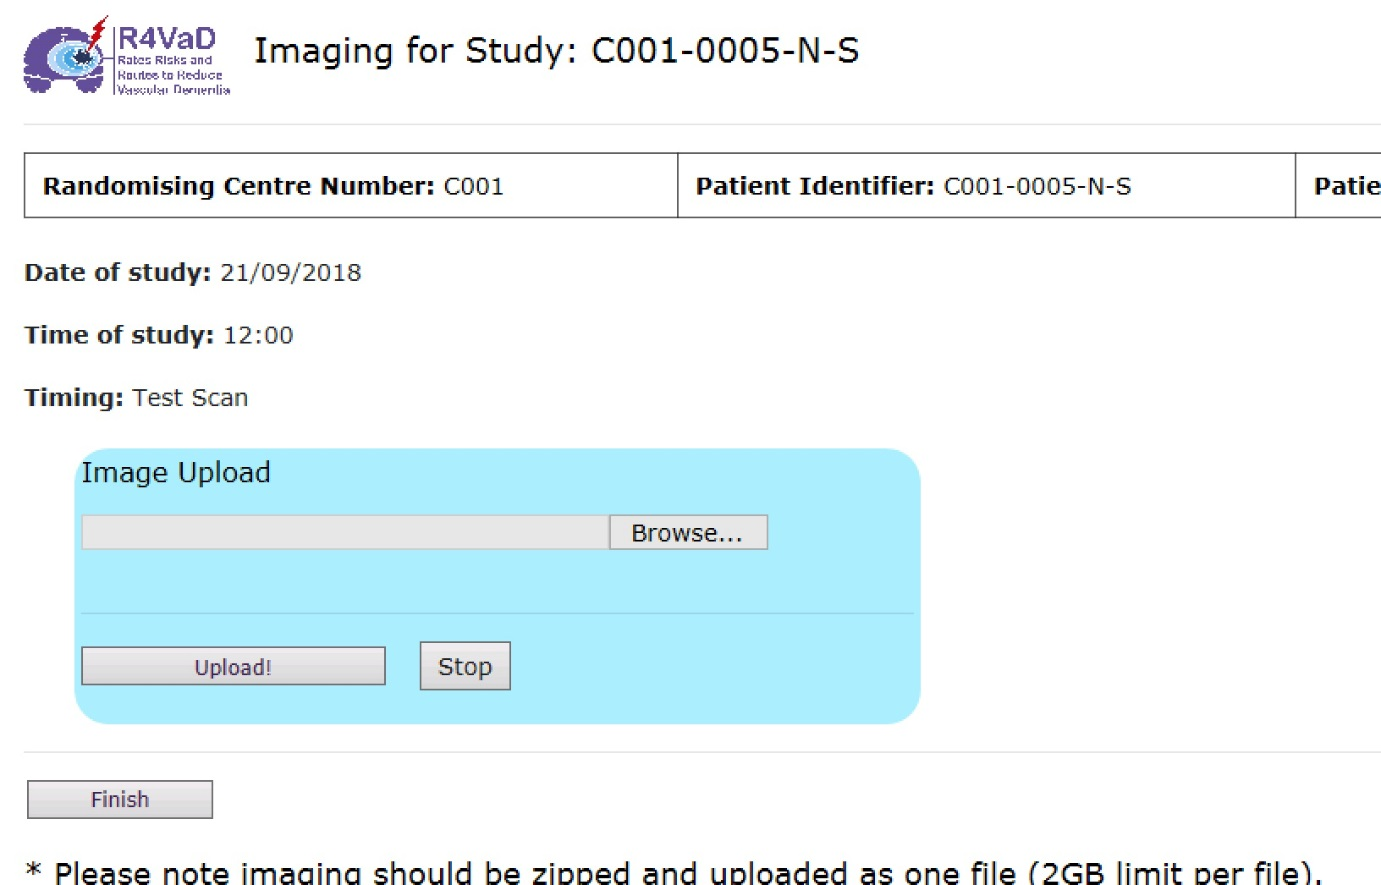 R4VaD
Rates Risks and
Routes to Reduce
Vascular Dementia
Imaging for Study: C001-0005-N-S
Randomising Centre Number: C001 Patient Identifier: C001-0005-N-S Patie
Date of study: 21/09/2018
Time of study: 12:00
Timing: Test Scan
Image Upload
Browse...
Upload! Stop
Finish
* Please note imaging should be zipped and uploaded as one file (2GB limit per file).